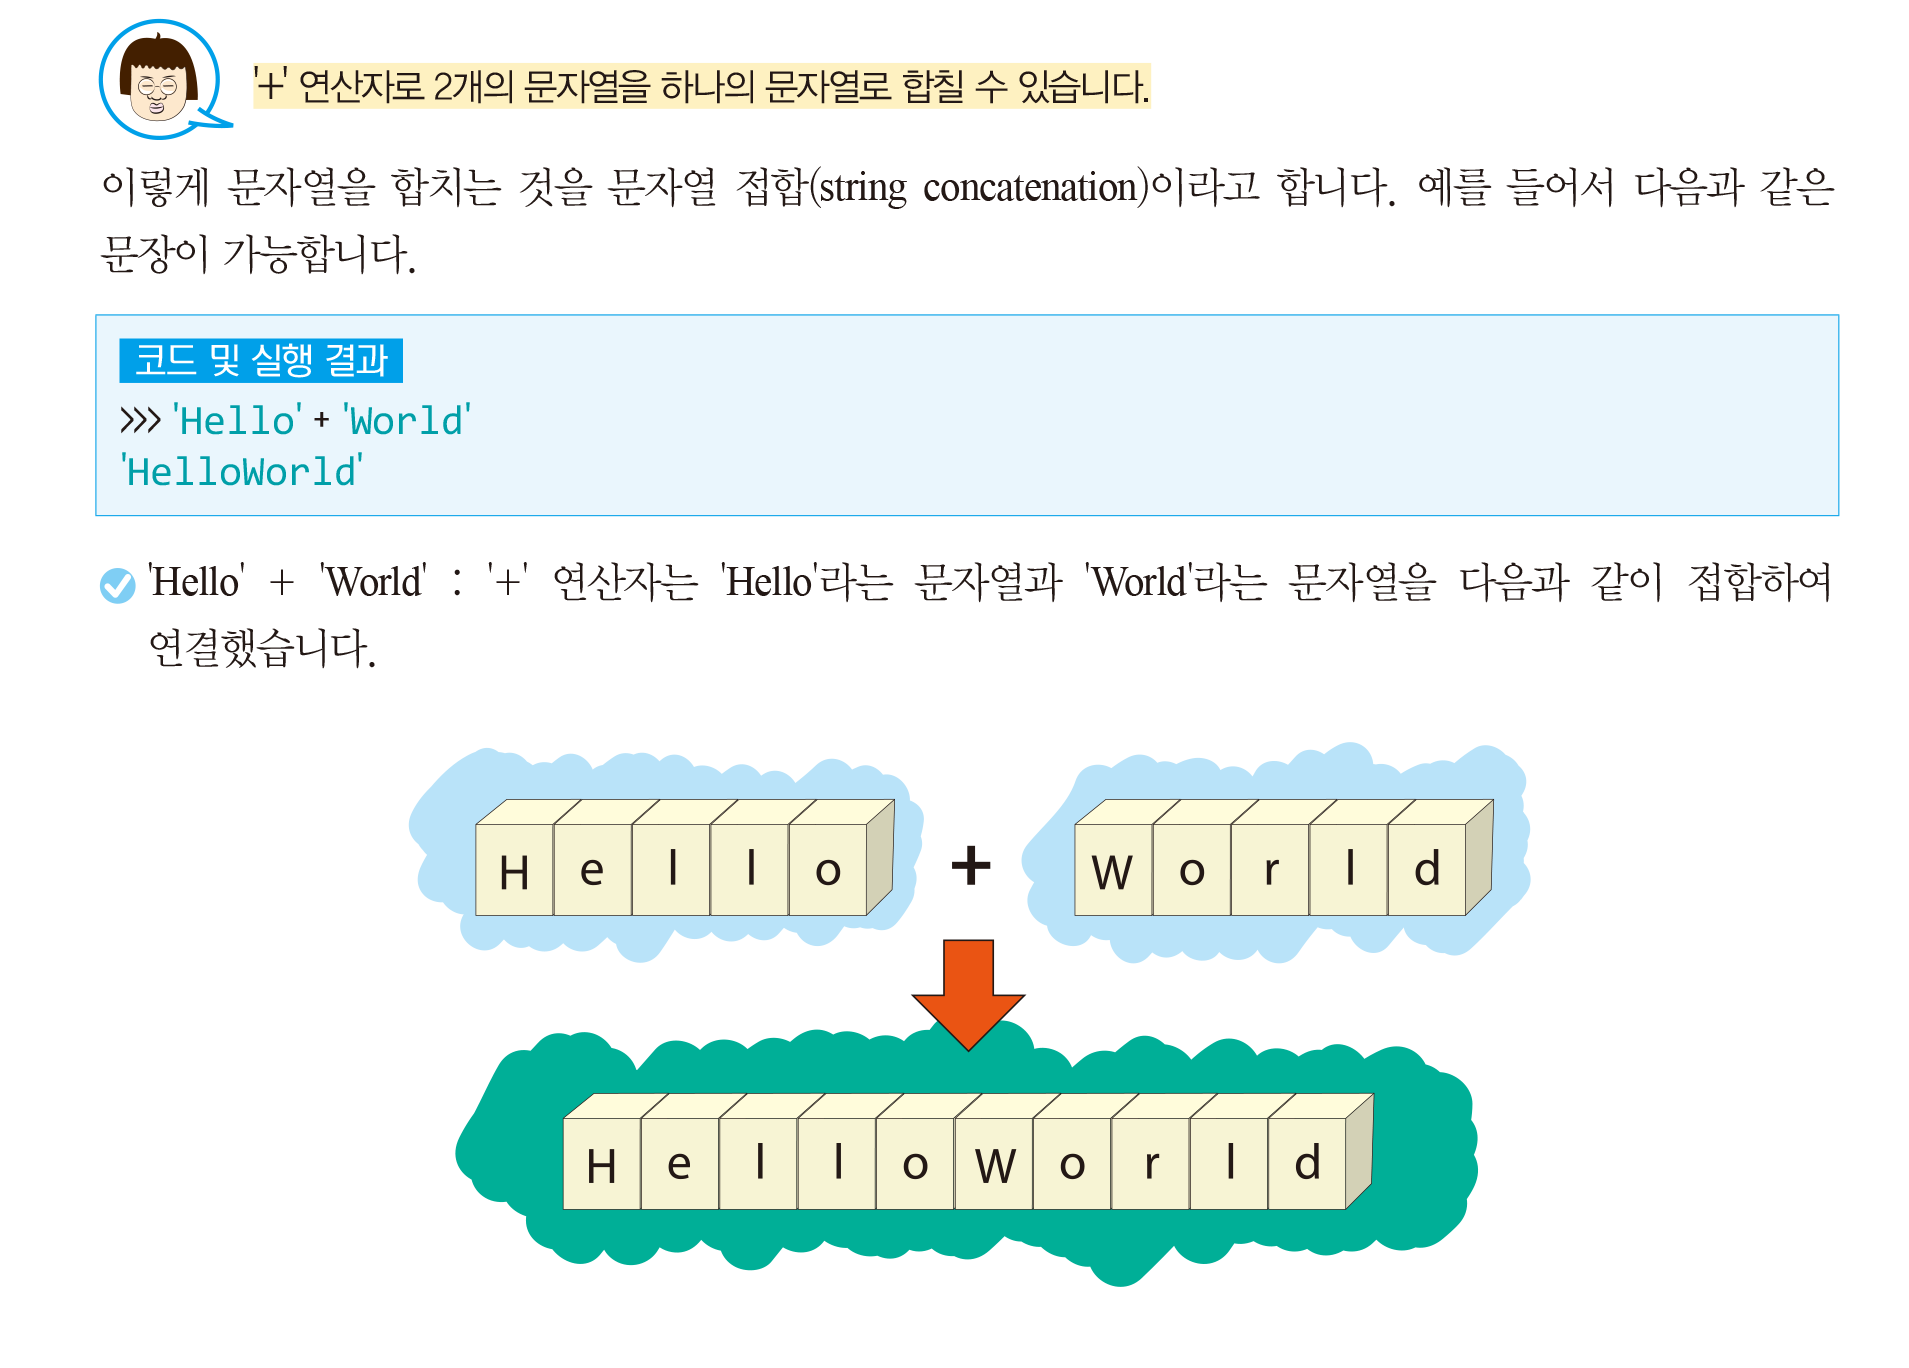 '+' 연산자로 2개의 문자열을 하나의 문자열로 합칠 수 있습니다.
이렇게 문자열을 합치는 것을 문자열 접합(string concatenation)이라고 합니다. 예를 들어서 다음과 같은
문장이 가능합니다.
코드 및 실행 결과
>>> 'Hello' + 'World'
'HelloWorld'
'Hello' + 'World' : '+' 연산자는 'Hello'라는 문자열과 'World'라는 문자열을 다음과 같이 접합하여
연결했습니다.
H e l l o + W o r l d
H e l l o W o r l d